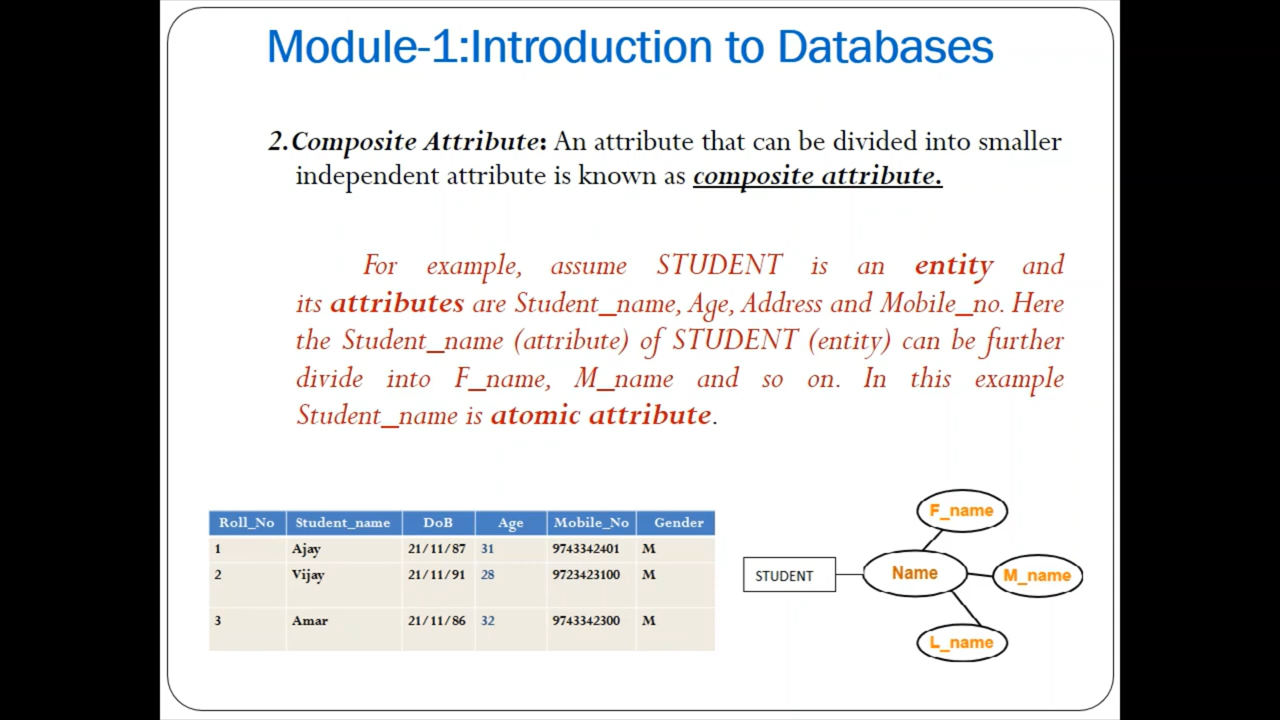 Module-1:Introduction to Databases
2.Composite Attribute: An attribute that can be divided into smaller
independent attribute is known as composite attribute.
For example, assume STUDENT is an entity and
its attributes are Student_name, Age, Address and Mobile_no. Here
the Student_name (attribute) of STUDENT (entity) can be further
divide into F_name, M_name and so on. In this example
Student_name is atomic attribute.
Roll_No Student_name DoB Age Mobile_No Gender
1 Ajay 21/11/87 31 9743342401 M
2 Vijay 21/11/91 28 9723423100 M
3 Amar 21/11/86 32 9743342300 M
F_name
STUDENT Name M_name
L_name